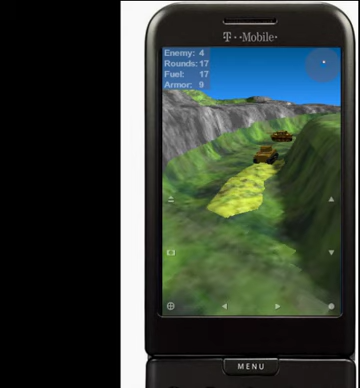 T··Mobile·
Enemy: 4
Rounds: 17
Fuel: 17
Armor: 9
MENU